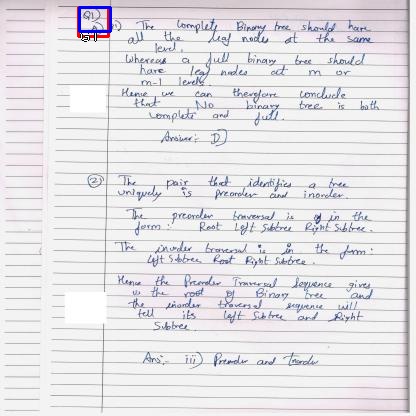 Q1)
A) (1) The Complete Binary tree should have
all the leaf nodes at the same
level.
Whereas a full binary tree should
have leaf nodes at m or
m-1 levels
Hence we can therefore conclude
that No binary tree is both
complete and full.
Answer:- D]
(2) The pair that identifies a tree
uniquely is preorder and inorder.
The preorder traversal is in the
form: Root Left Subtree Right Subtree.
The inorder traversal is in the form:
Left Subtree Root Right Subtree.
Hence the Preorder Traversal Sequence gives
us the root of Binary tree and
the inorder traversal sequence will
tell its left Subtree and Right
Subtree
Ans:- iii) Preorder and Inorder